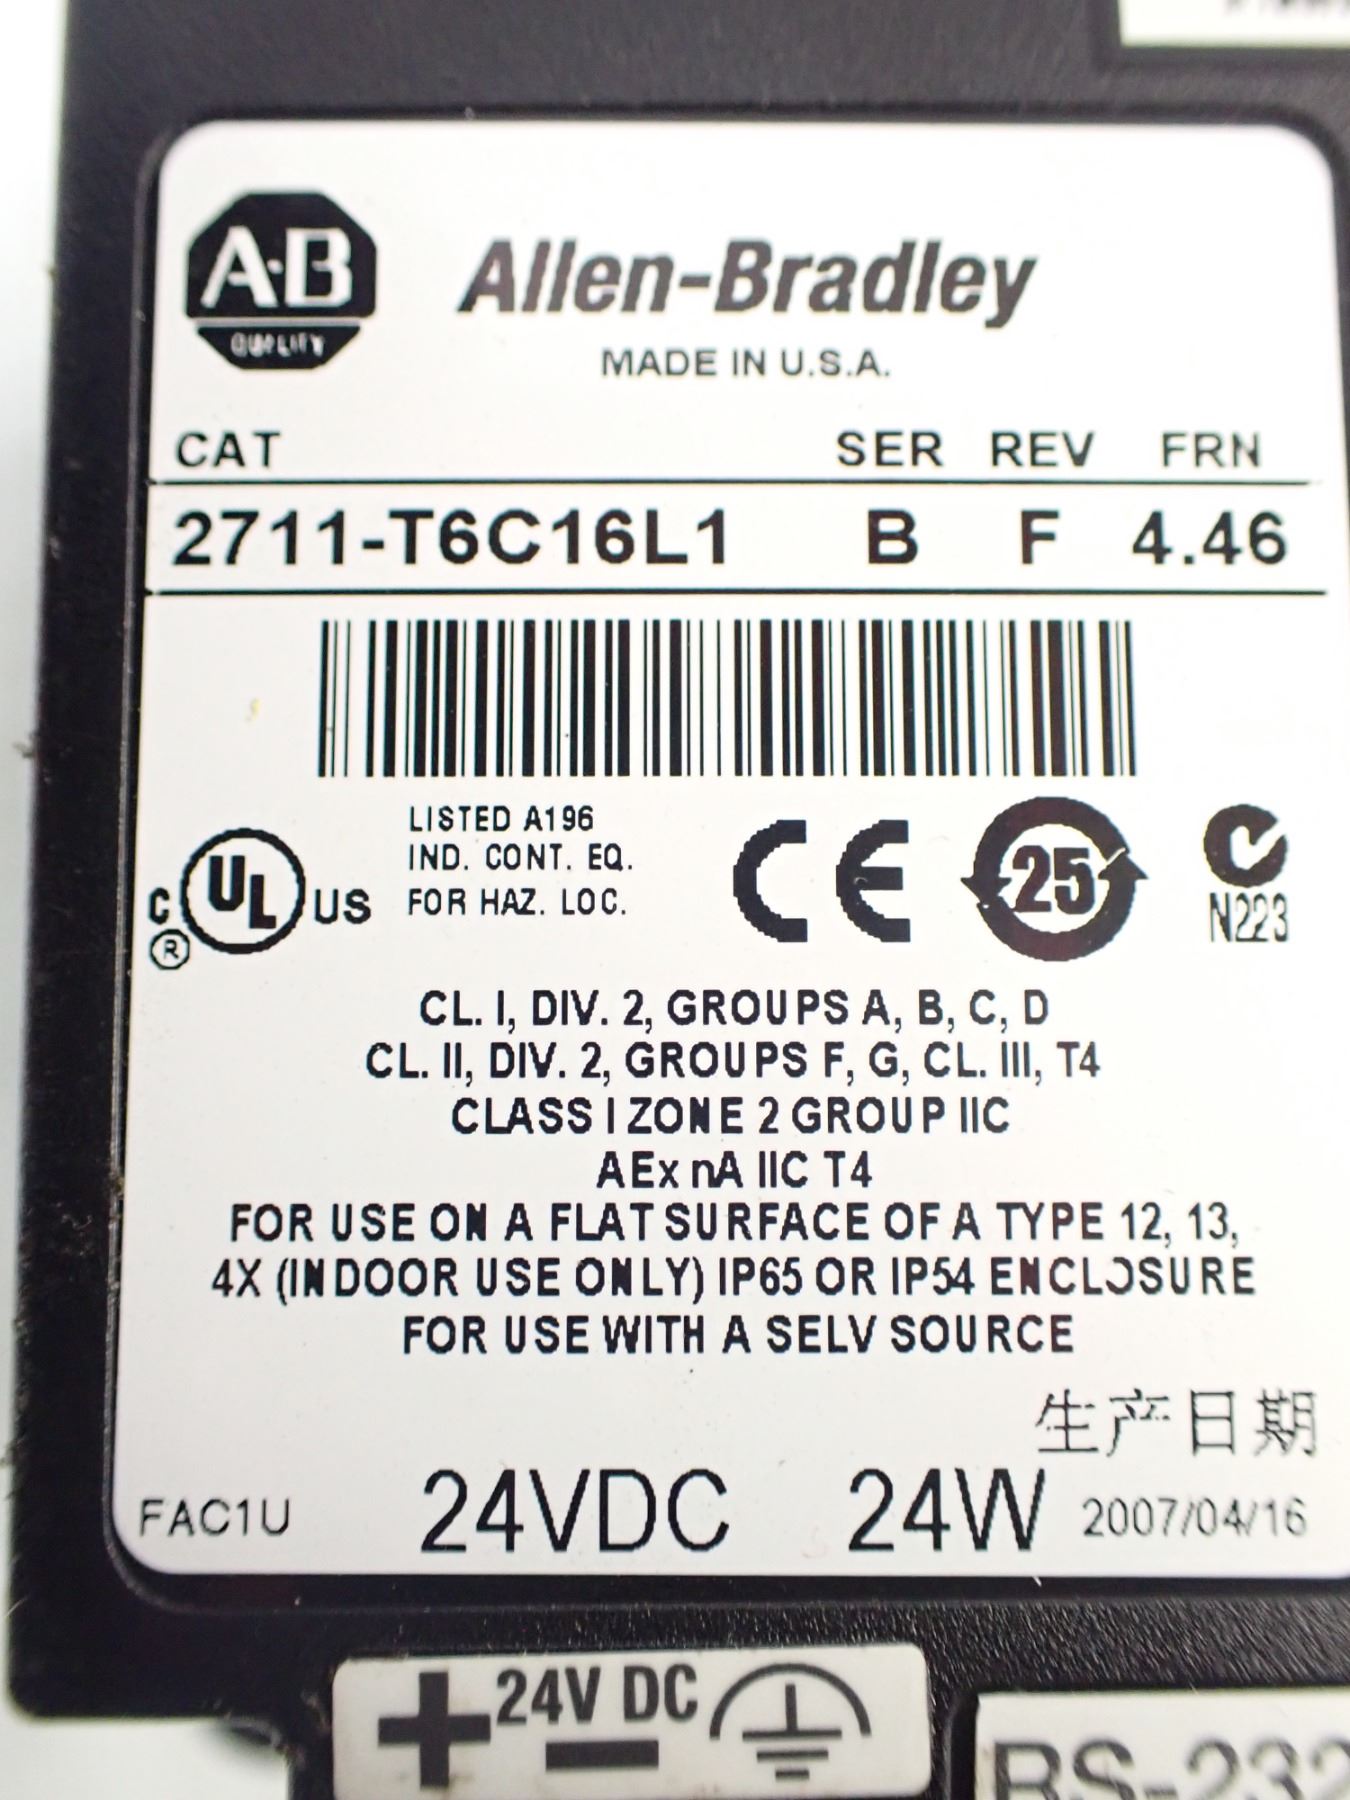 A·B
QUALITY
Allen-Bradley
MADE IN U.S.A.
CAT SER REV FRN
2711-T6C16L1 B F 4.46
LISTED A196
IND. CONT. EQ.
FOR HAZ. LOC.
C UL US
®
CE
25
N223
CL. I, DIV. 2, GROUPS A, B, C, D
CL. II, DIV. 2, GROUPS F, G, CL. III, T4
CLASS I ZONE 2 GROUP IIC
AEx nA IIC T4
FOR USE ON A FLAT SURFACE OF A TYPE 12, 13,
4X (INDOOR USE ONLY) IP65 OR IP54 ENCLOSURE
FOR USE WITH A SELV SOURCE
生产日期
FAC1U 24VDC 24W 2007/04/16
+ 24V DC −
RS-232